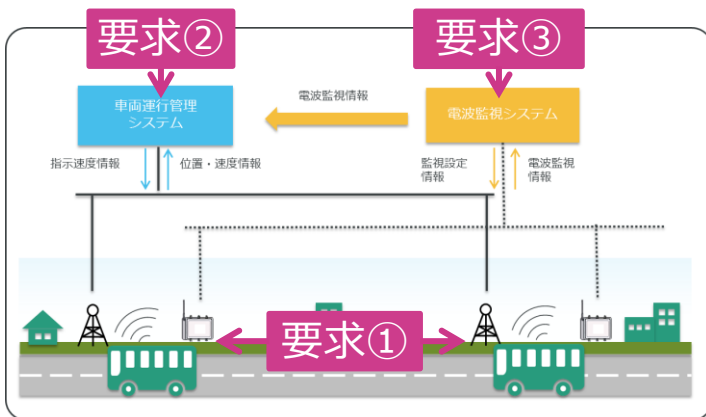 要求②
要求③
車両運行管理
システム
電波監視情報
電波監視システム
指示速度情報
位置・速度情報
監視設定
情報
電波監視
情報
要求①